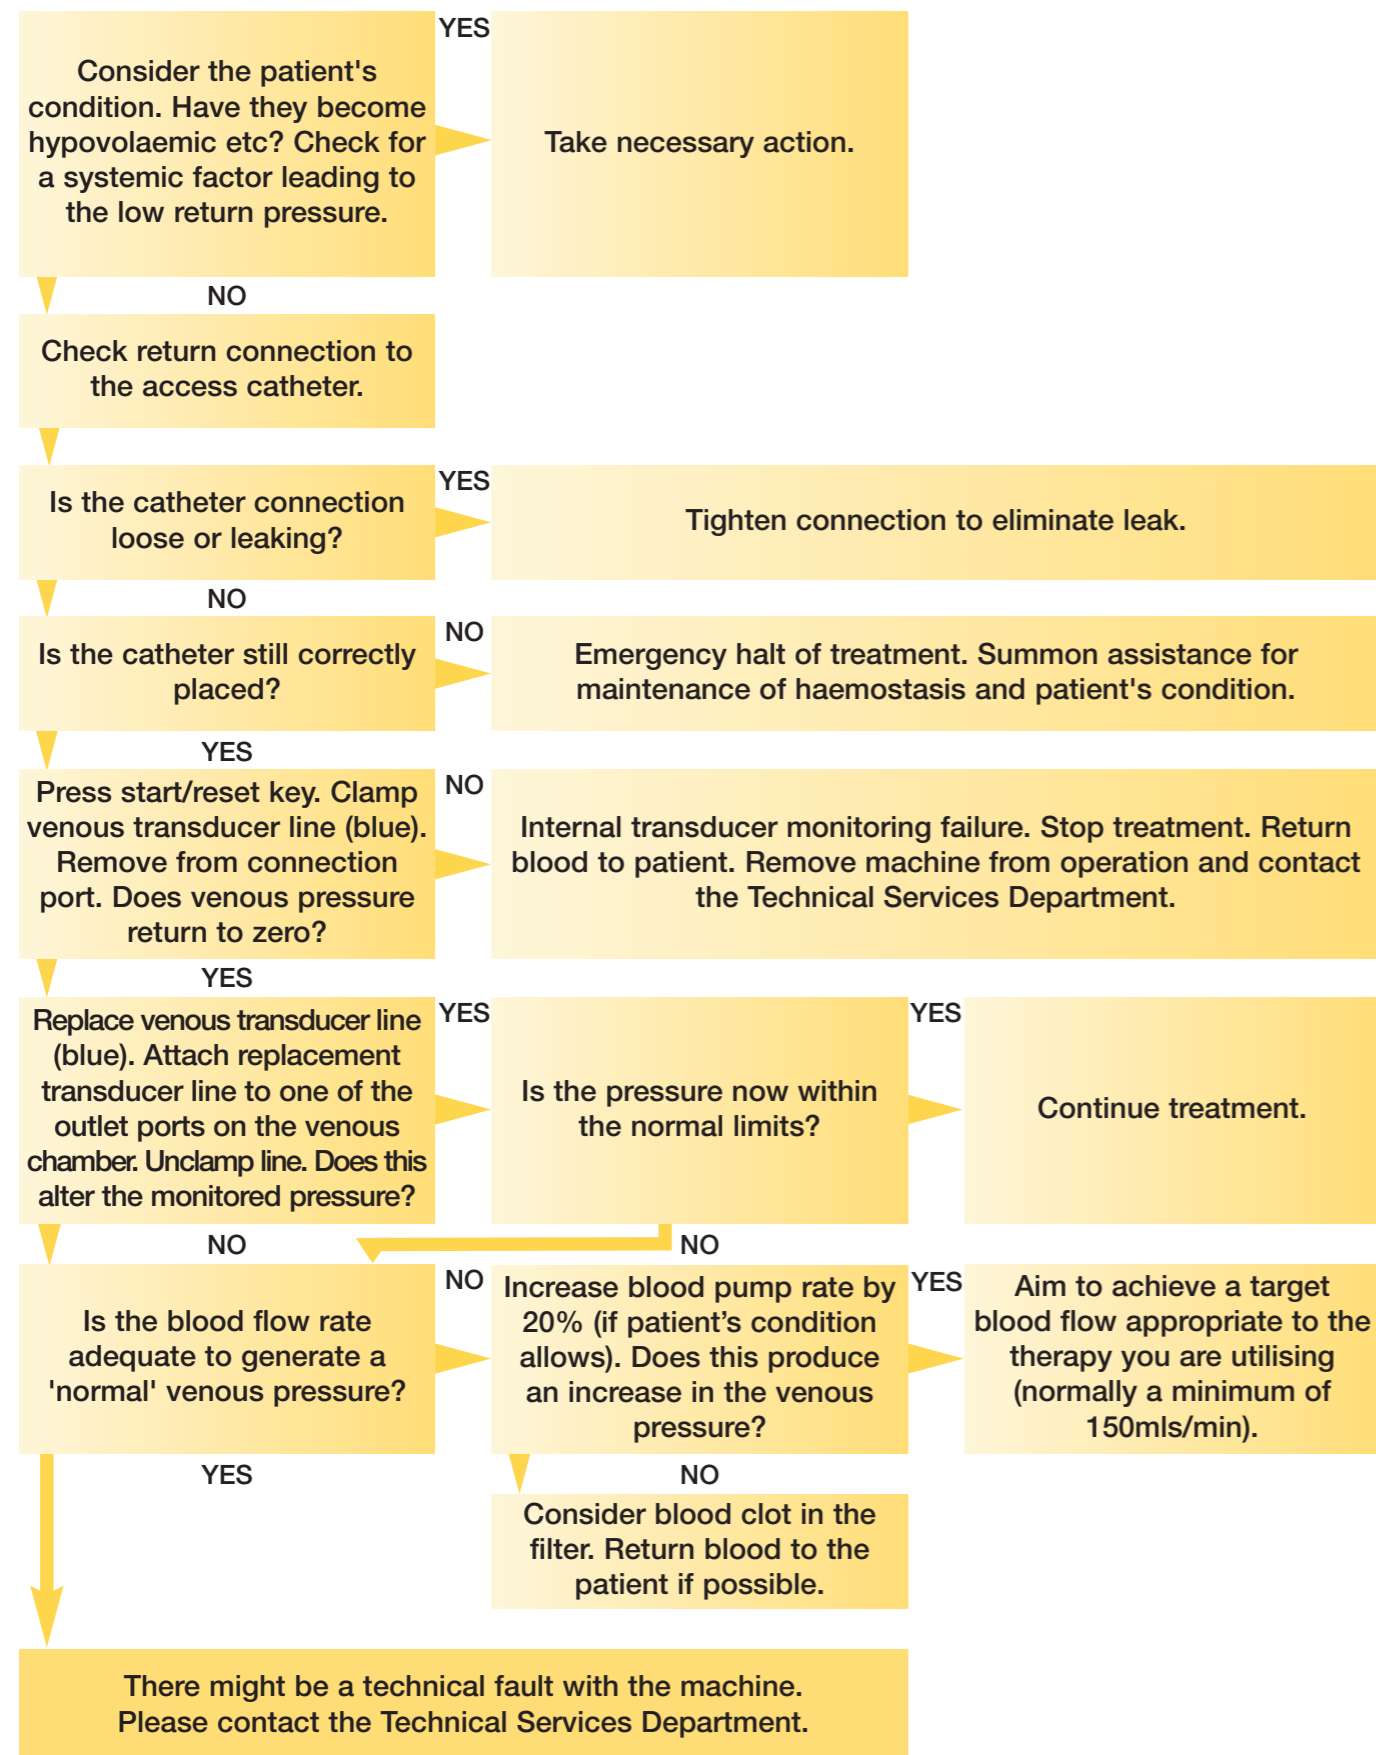 YES
Consider the patient's
condition. Have they become
hypovolaemic etc? Check for
a systemic factor leading to
the low return pressure.
Take necessary action.
NO
Check return connection to
the access catheter.
Is the catheter connection
loose or leaking?
YES
Tighten connection to eliminate leak.
NO
Is the catheter still correctly
placed?
NO
Emergency halt of treatment. Summon assistance for
maintenance of haemostasis and patient's condition.
YES
Press start/reset key. Clamp
venous transducer line (blue).
Remove from connection
port. Does venous pressure
return to zero?
NO
Internal transducer monitoring failure. Stop treatment. Return
blood to patient. Remove machine from operation and contact
the Technical Services Department.
YES
Replace venous transducer line
(blue). Attach replacement
transducer line to one of the
outlet ports on the venous
chamber. Unclamp line. Does this
alter the monitored pressure?
YES
Is the pressure now within
the normal limits?
YES
Continue treatment.
NO
NO
Is the blood flow rate
adequate to generate a
'normal' venous pressure?
NO
Increase blood pump rate by
20% (if patient’s condition
allows). Does this produce
an increase in the venous
pressure?
YES
Aim to achieve a target
blood flow appropriate to the
therapy you are utilising
(normally a minimum of
150mls/min).
YES
NO
Consider blood clot in the
filter. Return blood to the
patient if possible.
There might be a technical fault with the machine.
Please contact the Technical Services Department.